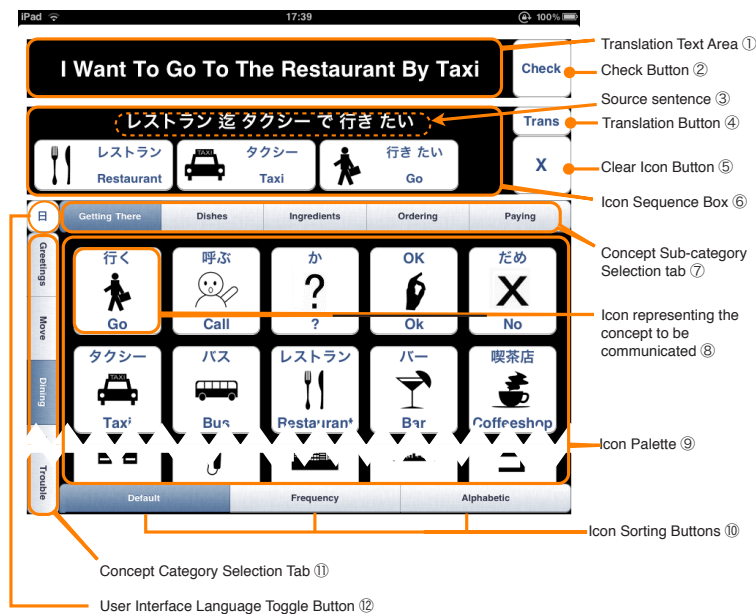 iPad 17:39 100%
I Want To Go To The Restaurant By Taxi
Check
レストラン 迄 タクシー で 行き たい
Trans
レストラン
Restaurant
TAXI
タクシー
Taxi
行き たい
Go
X
日
Getting There
Dishes
Ingredients
Ordering
Paying
Greetings
Move
Dining
Trouble
行く
Go
呼ぶ
Call
か
?
?
OK
Ok
だめ
X
No
タクシー
TAXI
Taxi
バス
Bus
レストラン
Restaurant
バー
Bar
喫茶店
Coffeeshop
Default
Frequency
Alphabetic
Translation Text Area ①
Check Button ②
Source sentence ③
Translation Button ④
Clear Icon Button ⑤
Icon Sequence Box ⑥
Concept Sub-category
Selection tab ⑦
Icon representing the
concept to be
communicated ⑧
Icon Palette ⑨
Icon Sorting Buttons ⑩
Concept Category Selection Tab ⑪
User Interface Language Toggle Button ⑫